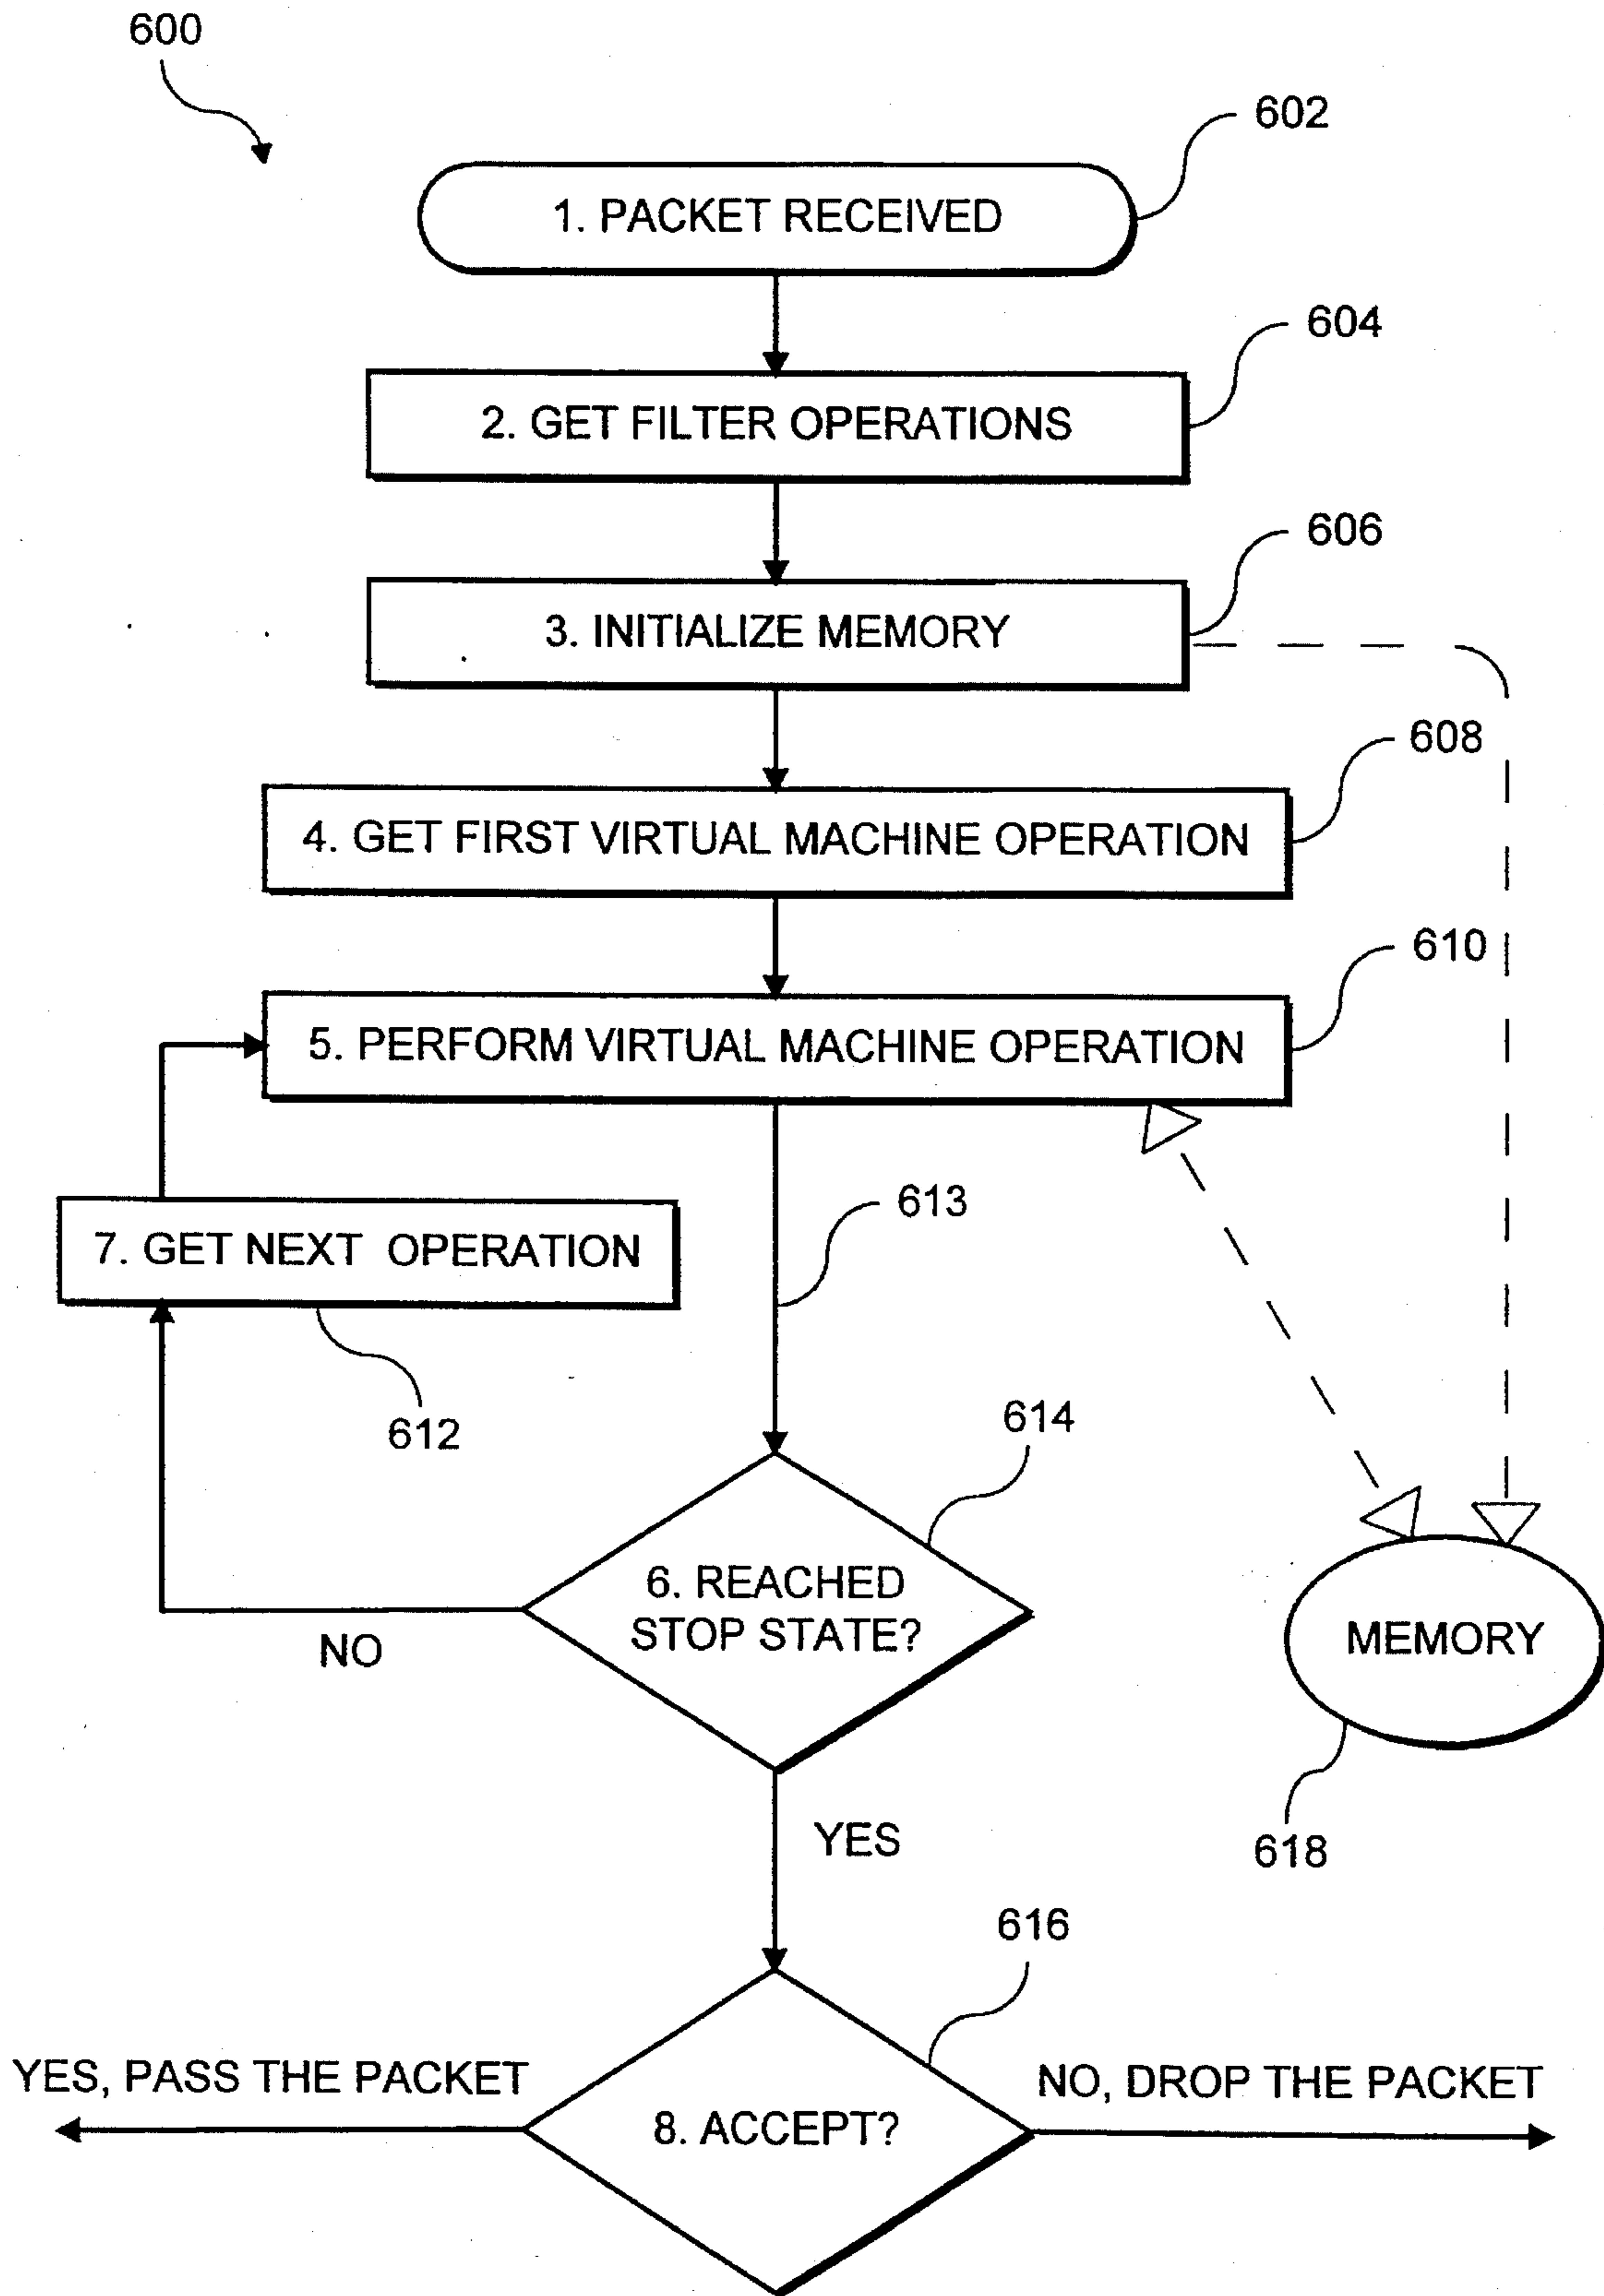 600
602
1. PACKET RECEIVED
604
2. GET FILTER OPERATIONS
606
3. INITIALIZE MEMORY
608
4. GET FIRST VIRTUAL MACHINE OPERATION
610
5. PERFORM VIRTUAL MACHINE OPERATION
613
7. GET NEXT OPERATION
612
614
6. REACHED
STOP STATE?
NO
MEMORY
618
YES
616
YES, PASS THE PACKET
NO, DROP THE PACKET
8. ACCEPT?